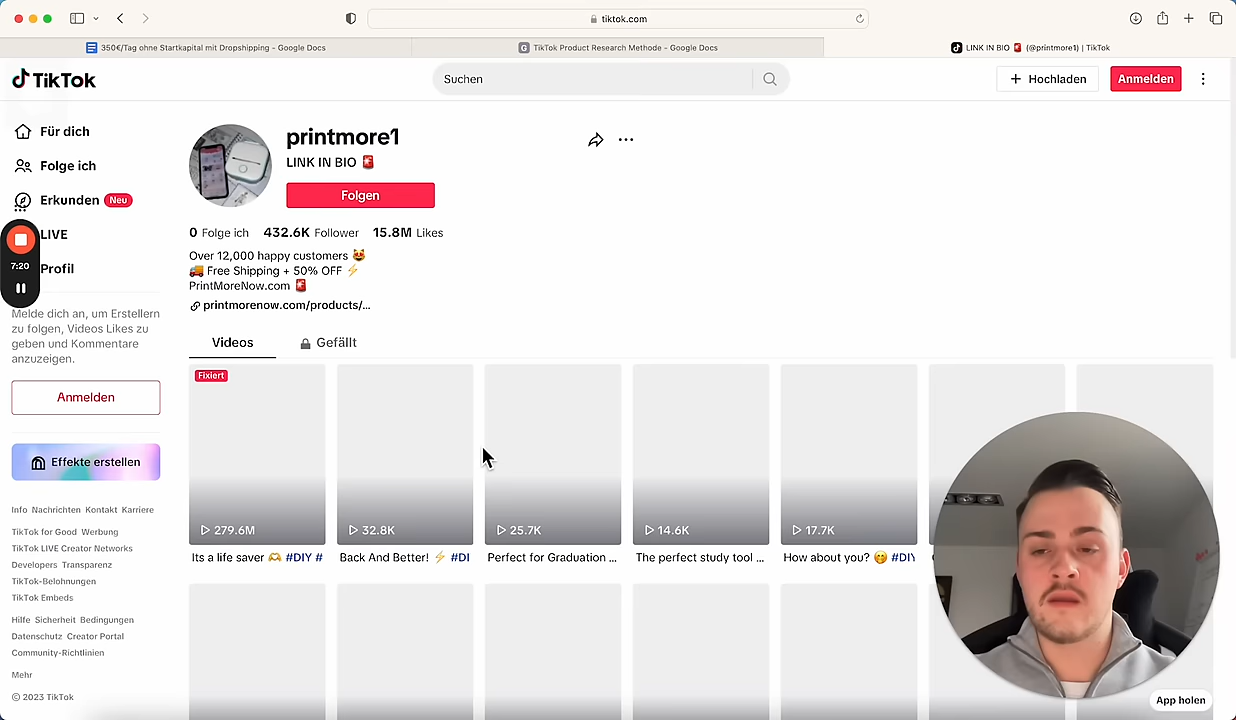 tiktok.com
350€/Tag ohne Startkapital mit Dropshipping - Google Docs
TikTok Product Research Methode - Google Docs
LINK IN BIO 🚨 (@printmore1) | TikTok
TikTok
Suchen
Hochladen
Anmelden
Für dich
Folge ich
Erkunden Neu
LIVE
7:20
Profil
Melde dich an, um Erstellern
zu folgen, Videos Likes zu
geben und Kommentare
anzuzeigen.
Anmelden
Effekte erstellen
Info Nachrichten Kontakt Karriere
TikTok for Good Werbung
TikTok LIVE Creator Networks
Developers Transparenz
TikTok-Belohnungen
TikTok Embeds
Hilfe Sicherheit Bedingungen
Datenschutz Creator Portal
Community-Richtlinien
Mehr
© 2023 TikTok
printmore1
LINK IN BIO 🚨
Folgen
0 Folge ich 432.6K Follower 15.8M Likes
Over 12,000 happy customers 😻
🚚 Free Shipping + 50% OFF ⚡
PrintMoreNow.com 🚨
printmorenow.com/products/...
Videos
Gefällt
Fixiert
279.6M
32.8K
25.7K
14.6K
17.7K
Its a life saver 🫶 #DIY #
Back And Better! ⚡ #DI
Perfect for Graduation ...
The perfect study tool ...
How about you? 🤭 #DIY
App holen